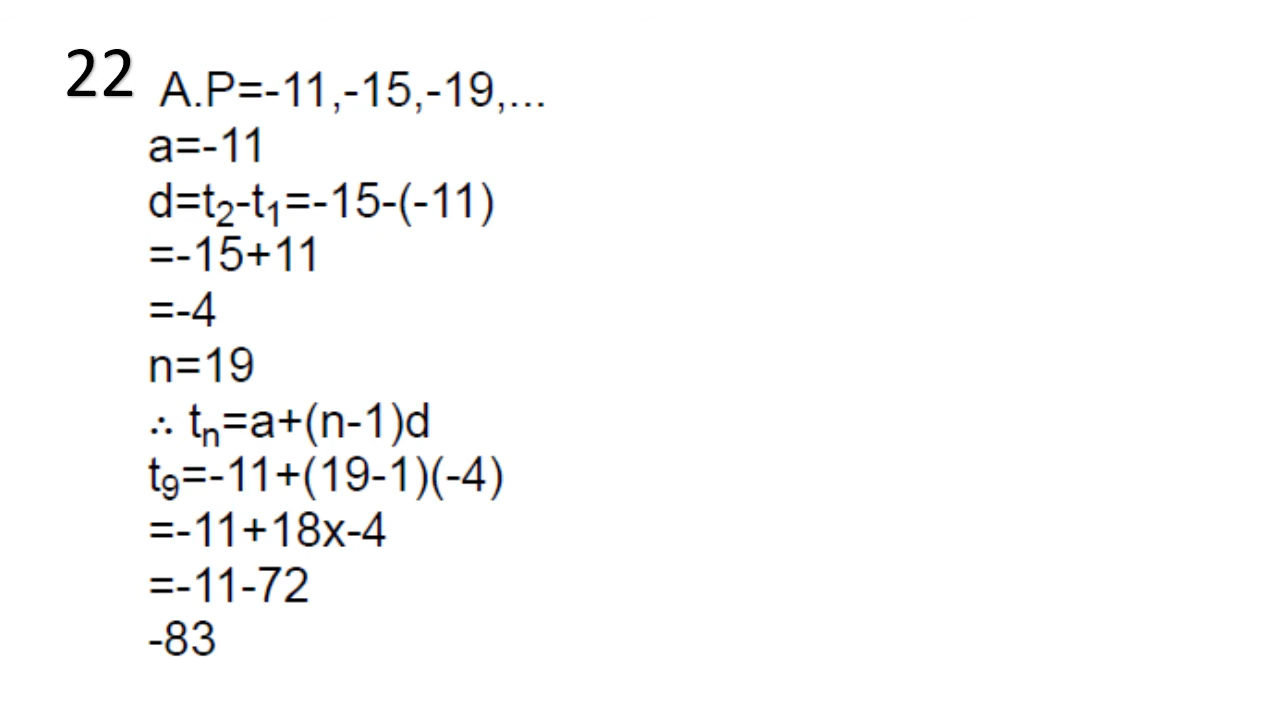 22 A.P=-11,-15,-19,...
a=-11
d=t₂-t₁=-15-(-11)
=-15+11
=-4
n=19
∴ tₙ=a+(n-1)d
t₉=-11+(19-1)(-4)
=-11+18x-4
=-11-72
-83